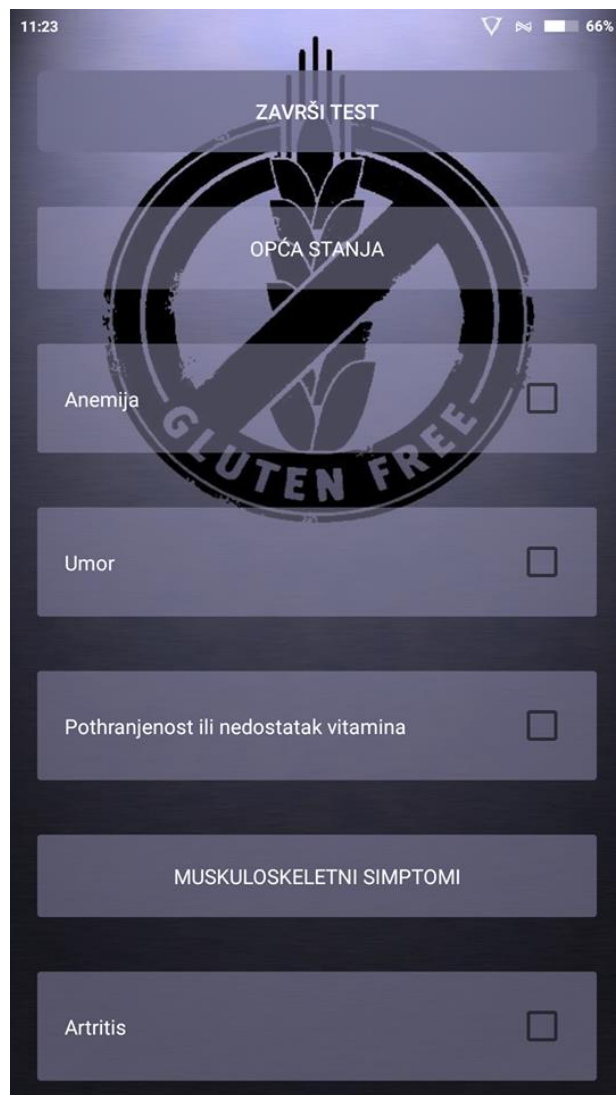 11:23
66%
ZAVRŠI TEST
OPĆA STANJA
Anemija
GLUTEN FREE
Umor
Pothranjenost ili nedostatak vitamina
MUSKULOSKELETNI SIMPTOMI
Artritis